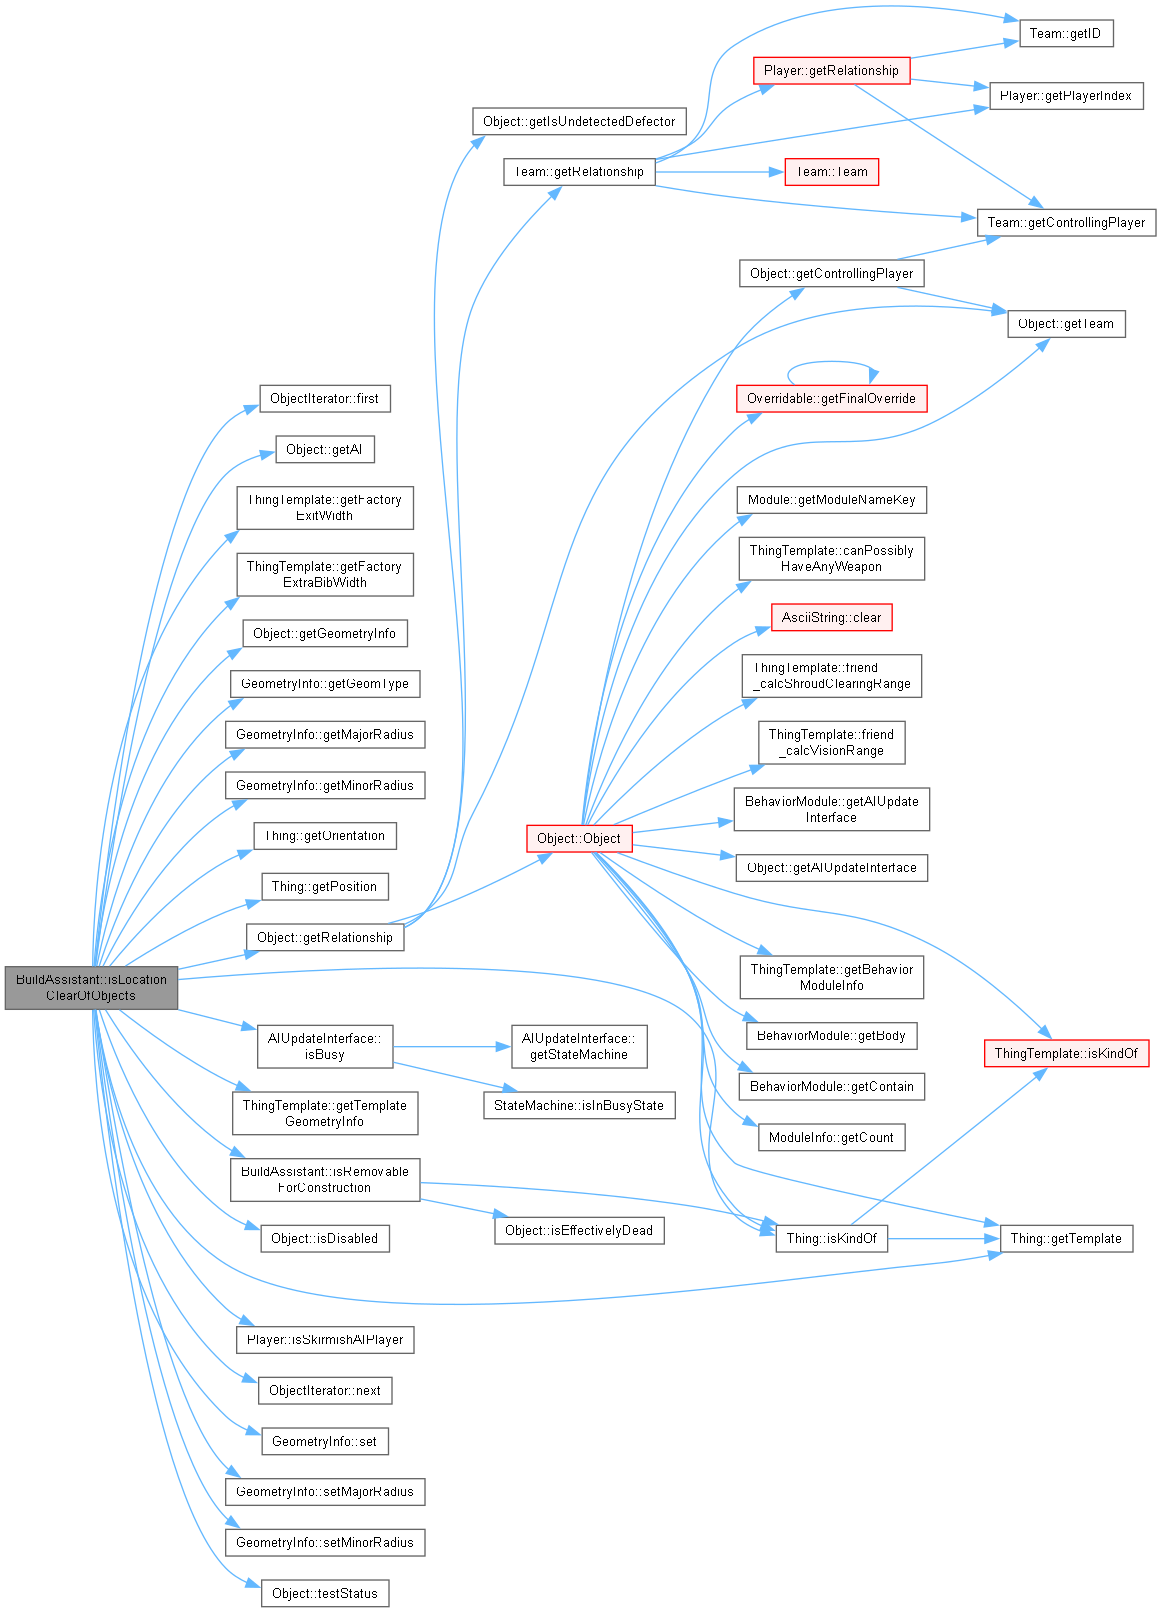 Team::getID
Player::getRelationship
Player::getPlayerIndex
Object::getIsUndetectedDefector
Team::getRelationship
Team::Team
Team::getControllingPlayer
Object::getControllingPlayer
Object::getTeam
ObjectIterator::first
Overridable::getFinalOverride
Object::getAI
ThingTemplate::getFactory
ExitWidth
Module::getModuleNameKey
ThingTemplate::canPossibly
HaveAnyWeapon
ThingTemplate::getFactory
ExtraBibWidth
AsciiString::clear
Object::getGeometryInfo
ThingTemplate::friend
_calcShroudClearingRange
GeometryInfo::getGeomType
GeometryInfo::getMajorRadius
ThingTemplate::friend
_calcVisionRange
GeometryInfo::getMinorRadius
BehaviorModule::getAIUpdate
Interface
Thing::getOrientation
Object::Object
Object::getAIUpdateInterface
Thing::getPosition
Object::getRelationship
BuildAssistant::isLocation
ClearOfObjects
ThingTemplate::getBehavior
ModuleInfo
AIUpdateInterface::
isBusy
AIUpdateInterface::
getStateMachine
BehaviorModule::getBody
ThingTemplate::isKindOf
StateMachine::isInBusyState
BehaviorModule::getContain
ThingTemplate::getTemplate
GeometryInfo
ModuleInfo::getCount
BuildAssistant::isRemovable
ForConstruction
Object::isEffectivelyDead
Object::isDisabled
Thing::isKindOf
Thing::getTemplate
Player::isSkirmishAIPlayer
ObjectIterator::next
GeometryInfo::set
GeometryInfo::setMajorRadius
GeometryInfo::setMinorRadius
Object::testStatus